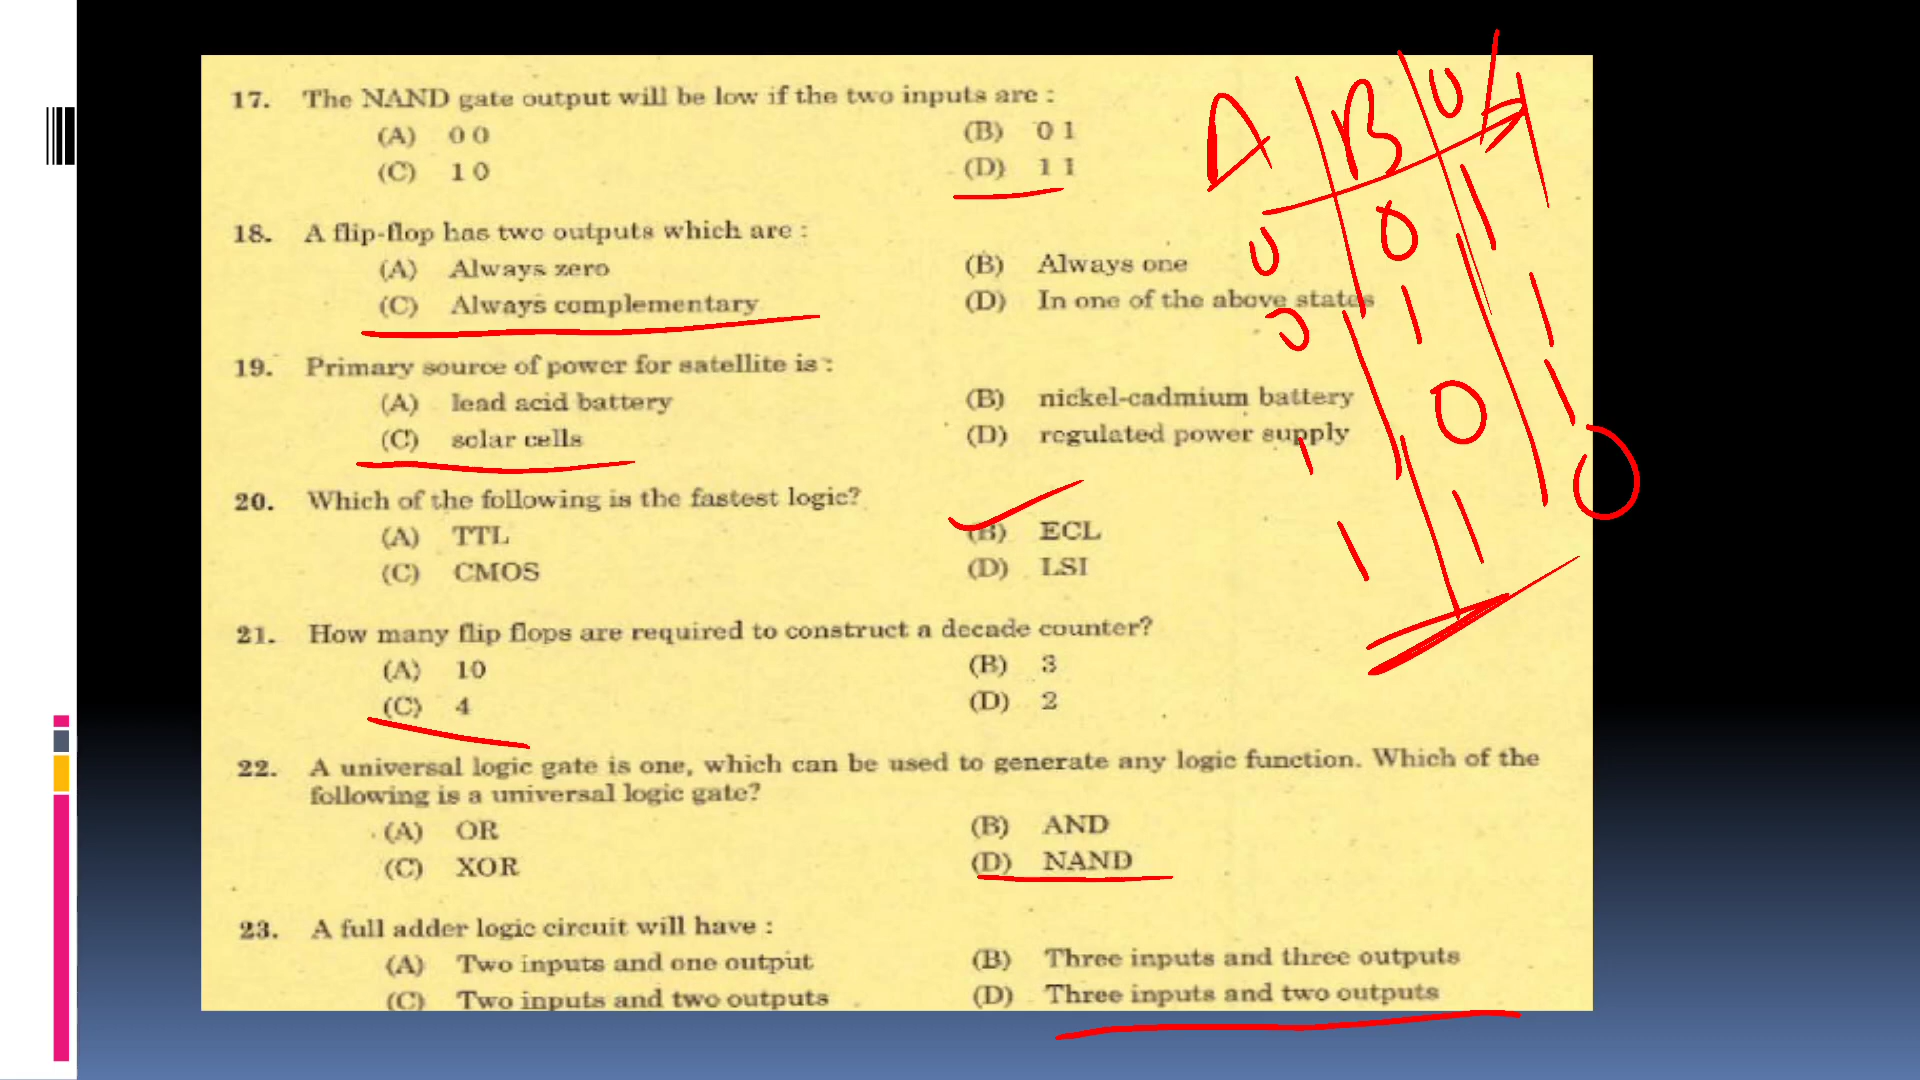 17. The NAND gate output will be low if the two inputs are :
(A) 0 0 (B) 0 1
(C) 1 0 (D) 1 1
18. A flip-flop has two outputs which are :
(A) Always zero (B) Always one
(C) Always complementary (D) In one of the above states
19. Primary source of power for satellite is :
(A) lead acid battery (B) nickel-cadmium battery
(C) solar cells (D) regulated power supply
20. Which of the following is the fastest logic?
(A) TTL (B) ECL
(C) CMOS (D) LSI
21. How many flip flops are required to construct a decade counter?
(A) 10 (B) 3
(C) 4 (D) 2
22. A universal logic gate is one, which can be used to generate any logic function. Which of the
following is a universal logic gate?
(A) OR (B) AND
(C) XOR (D) NAND
23. A full adder logic circuit will have :
(A) Two inputs and one output (B) Three inputs and three outputs
(C) Two inputs and two outputs (D) Three inputs and two outputs
A B
0 0 1
0 1 1
1 0 1
1 1 0